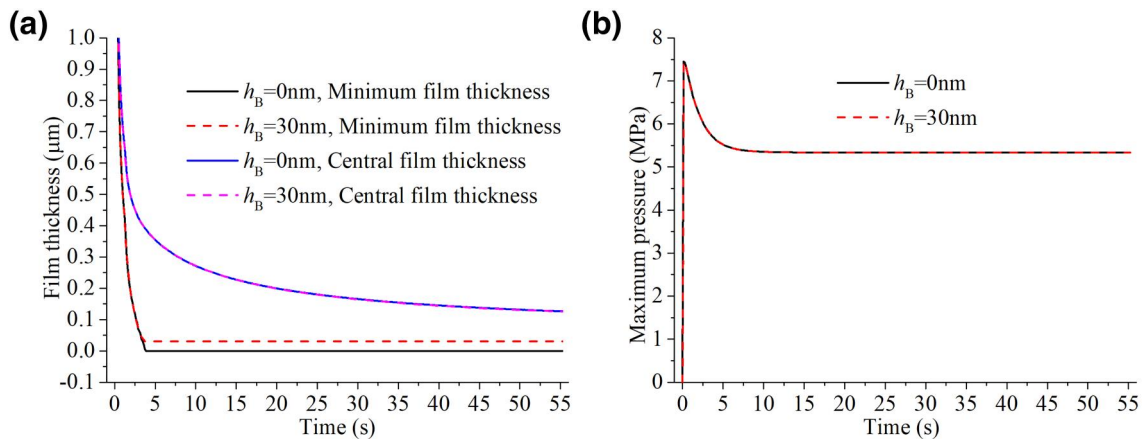 (a)
1.0
0.9
0.8
0.7
0.6
0.5
0.4
0.3
0.2
0.1
0.0
-0.1
Film thickness (μm)
hB=0nm, Minimum film thickness
hB=30nm, Minimum film thickness
hB=0nm, Central film thickness
hB=30nm, Central film thickness
0 5 10 15 20 25 30 35 40 45 50 55
Time (s)
(b)
8
7
6
5
4
3
2
1
0
Maximum pressure (MPa)
hB=0nm
hB=30nm
0 5 10 15 20 25 30 35 40 45 50 55
Time (s)